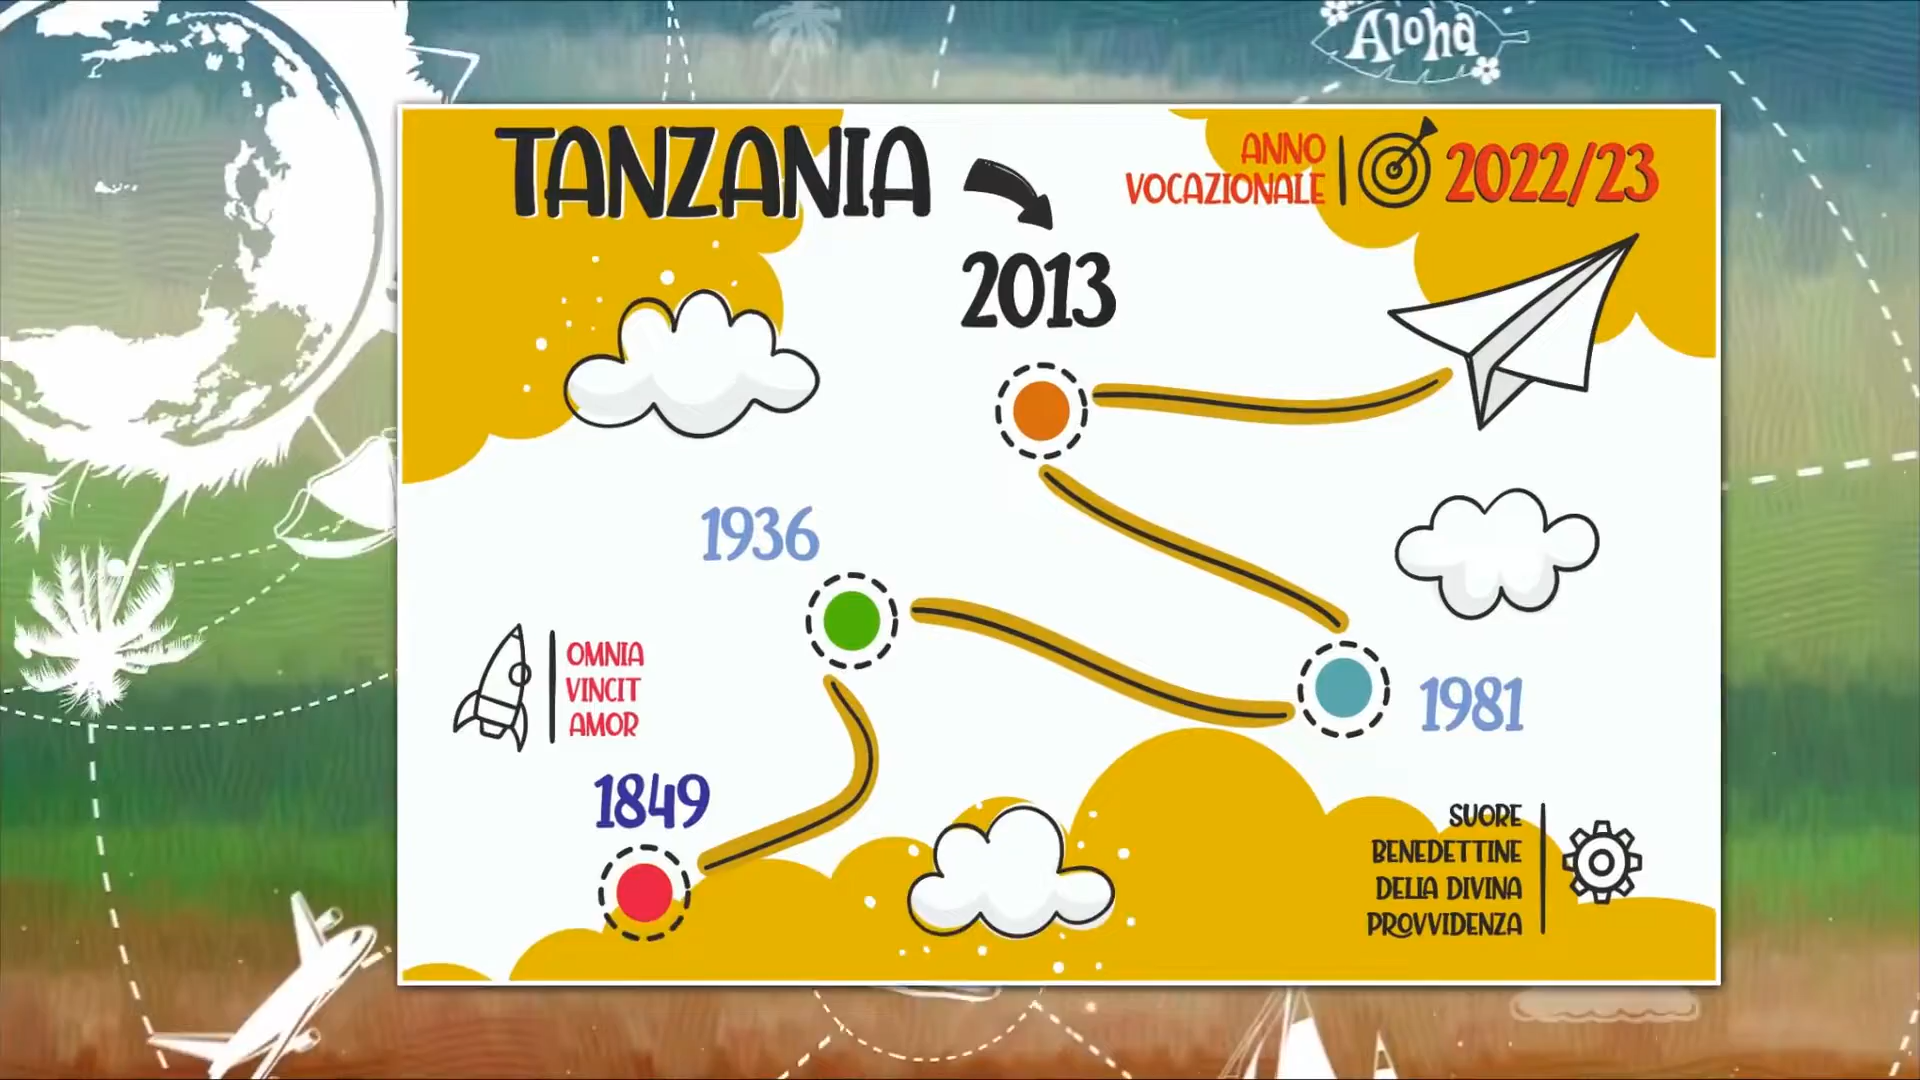 Aloha
TANZANIA
ANNO
VOCAZIONALE
2022/23
2013
1936
OMNIA
VINCIT
AMOR
1981
1849
SUORE
BENEDETTINE
DELLA DIVINA
PROVVIDENZA